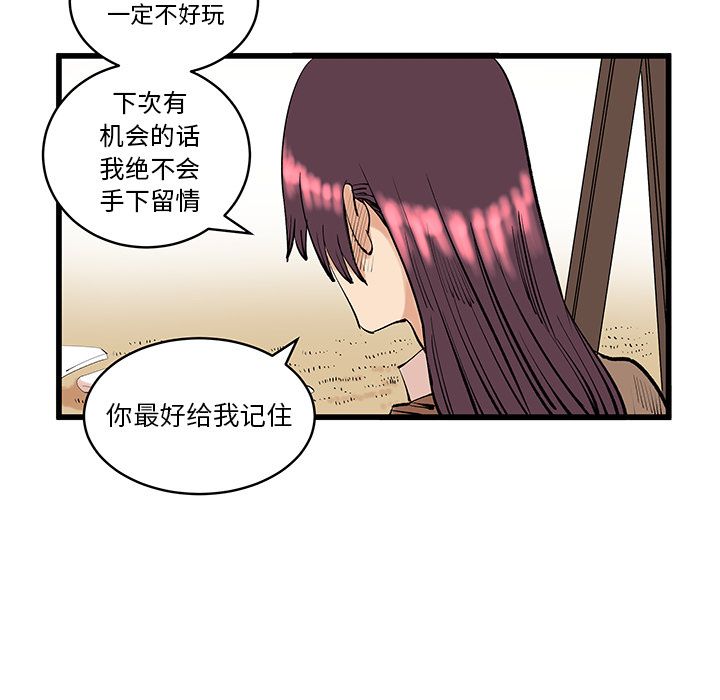 一定不好玩
下次有
机会的话
我绝不会
手下留情
你最好给我记住